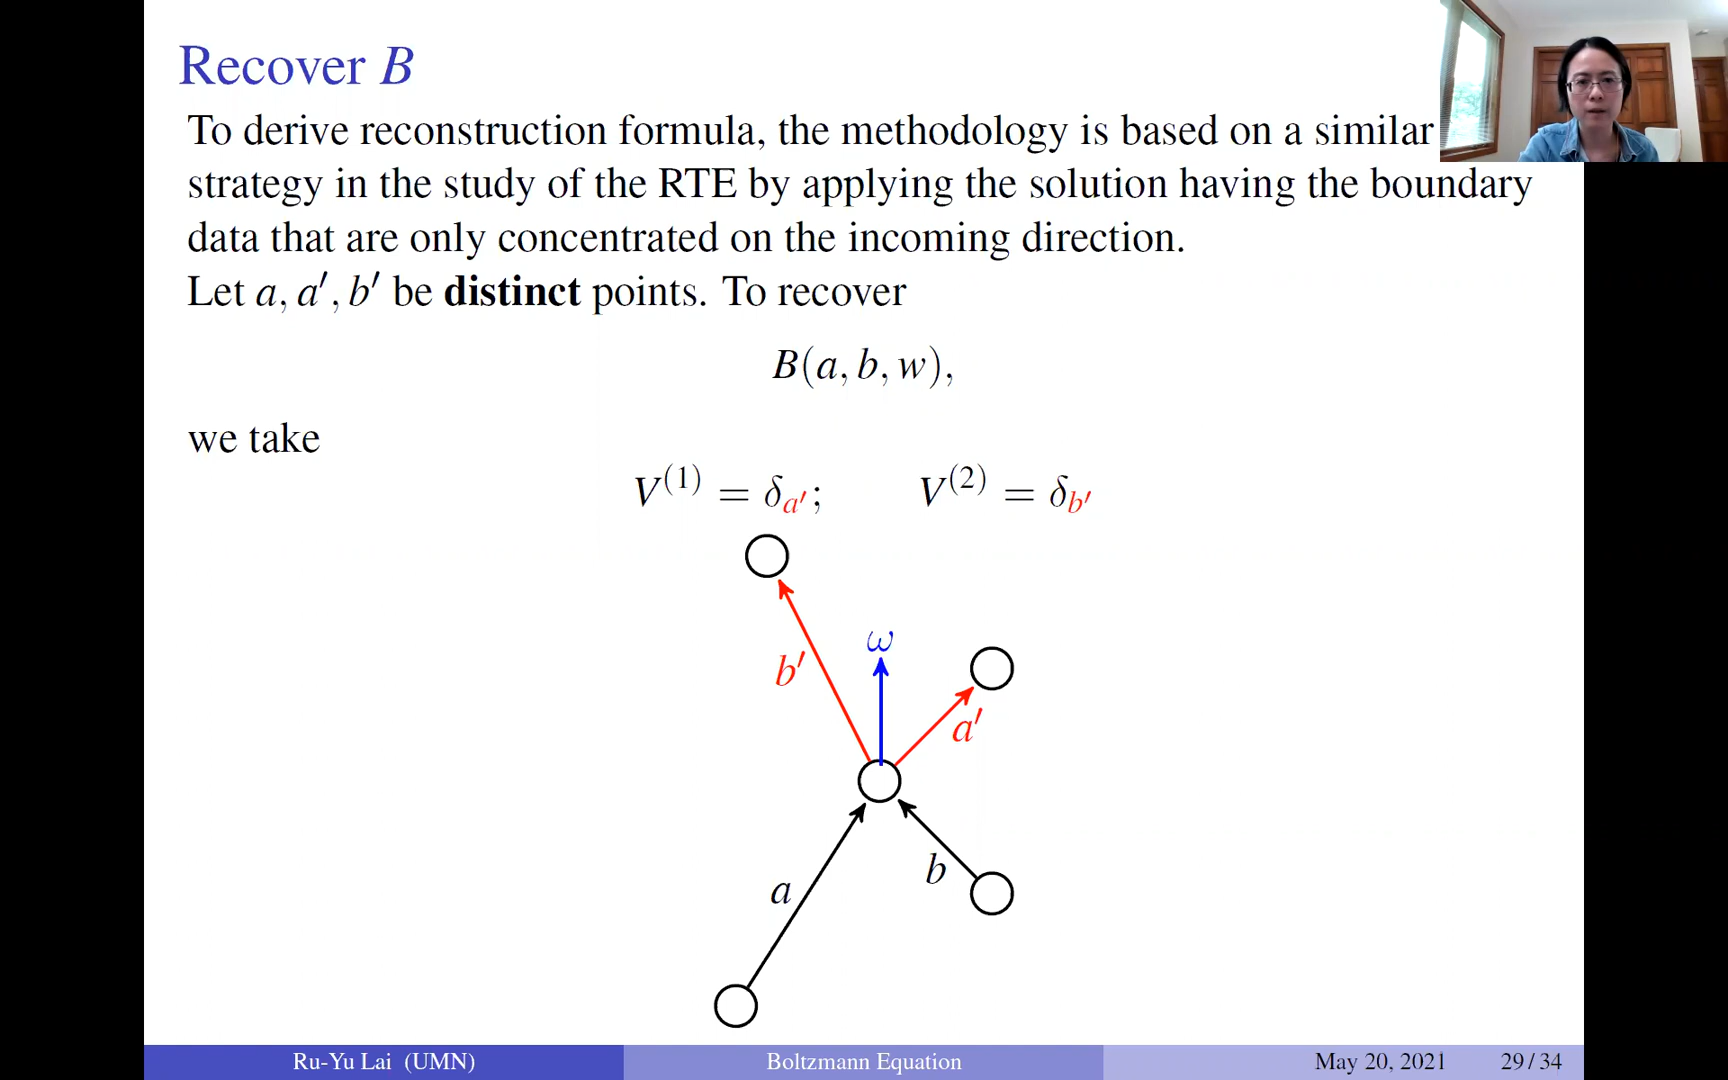 Recover B
To derive reconstruction formula, the methodology is based on a similar
strategy in the study of the RTE by applying the solution having the boundary
data that are only concentrated on the incoming direction.
Let a, a′, b′ be distinct points. To recover
B(a, b, w),
we take
V⁽¹⁾ = δ_{a′}; V⁽²⁾ = δ_{b′}
ω
b′
a′
b
a
Ru-Yu Lai (UMN) Boltzmann Equation May 20, 2021 29 / 34